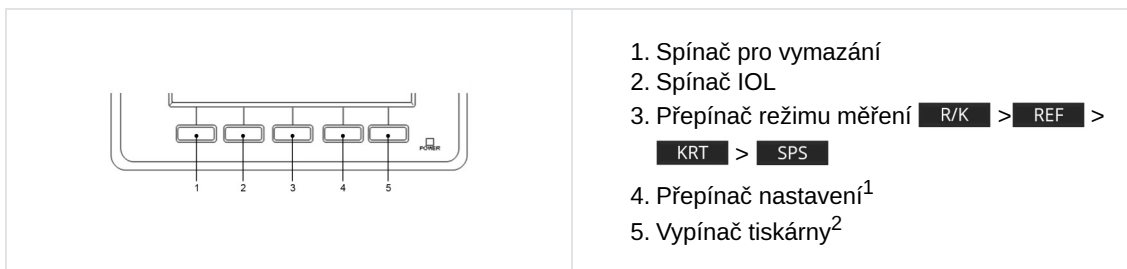 POWER
1 2 3 4 5
1. Spínač pro vymazání
2. Spínač IOL
3. Přepínač režimu měření R/K > REF >
KRT > SPS
4. Přepínač nastavení1
5. Vypínač tiskárny2